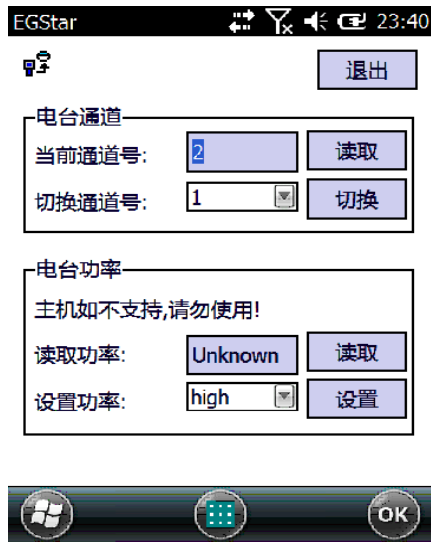 EGStar 23:40
退出
电台通道
当前通道号: 2 读取
切换通道号: 1 切换
电台功率
主机如不支持,请勿使用!
读取功率: Unknown 读取
设置功率: high 设置
OK